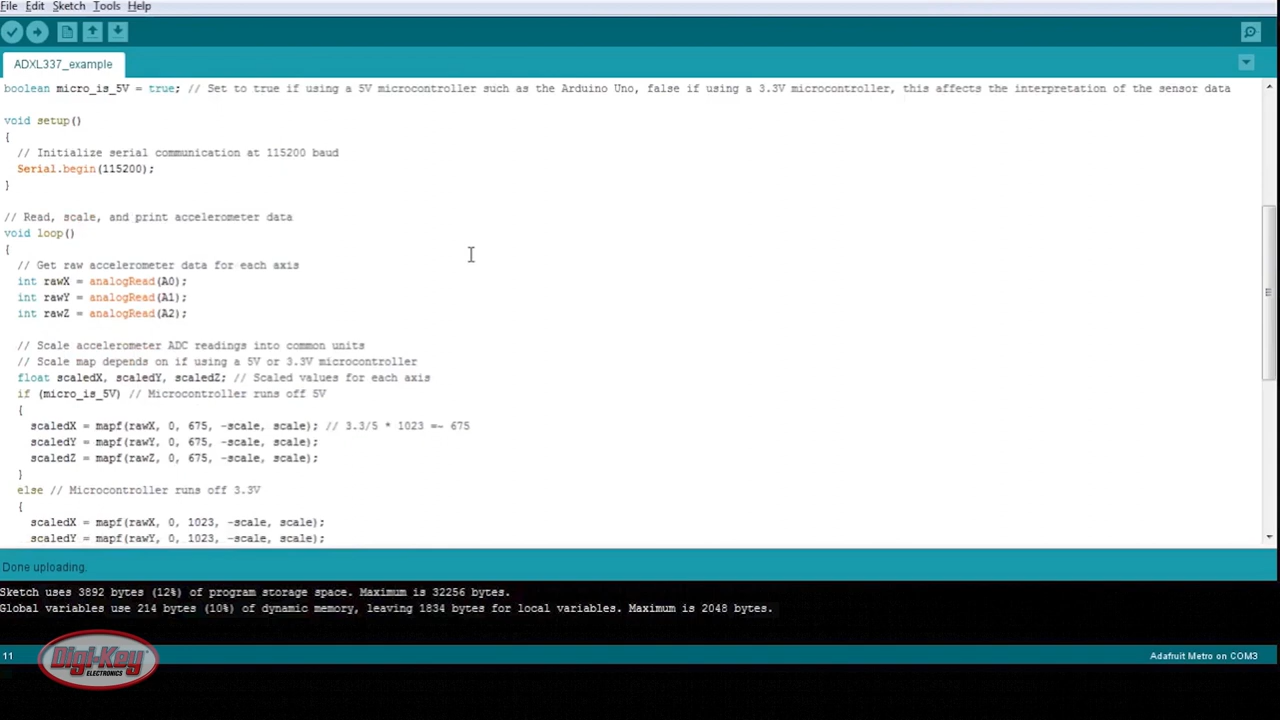 File Edit Sketch Tools Help
ADXL337_example
boolean micro_is_5V = true; // Set to true if using a 5V microcontroller such as the Arduino Uno, false if using a 3.3V microcontroller, this affects the interpretation of the sensor data
void setup()
{
// Initialize serial communication at 115200 baud
Serial.begin(115200);
}
// Read, scale, and print accelerometer data
void loop()
{
// Get raw accelerometer data for each axis
int rawX = analogRead(A0);
int rawY = analogRead(A1);
int rawZ = analogRead(A2);
// Scale accelerometer ADC readings into common units
// Scale map depends on if using a 5V or 3.3V microcontroller
float scaledX, scaledY, scaledZ; // Scaled values for each axis
if (micro_is_5V) // Microcontroller runs off 5V
{
scaledX = mapf(rawX, 0, 675, -scale, scale); // 3.3/5 * 1023 =~ 675
scaledY = mapf(rawY, 0, 675, -scale, scale);
scaledZ = mapf(rawZ, 0, 675, -scale, scale);
}
else // Microcontroller runs off 3.3V
{
scaledX = mapf(rawX, 0, 1023, -scale, scale);
scaledY = mapf(rawY, 0, 1023, -scale, scale);
Done uploading.
Sketch uses 3892 bytes (12%) of program storage space. Maximum is 32256 bytes.
Global variables use 214 bytes (10%) of dynamic memory, leaving 1834 bytes for local variables. Maximum is 2048 bytes.
11
Adafruit Metro on COM3
Digi-Key
ELECTRONICS